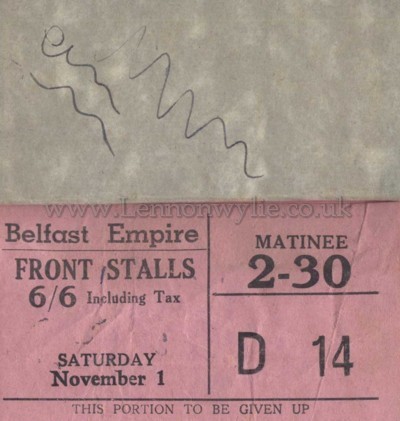 www.Lennonwylie.co.uk
Belfast Empire
FRONT STALLS
6/6 Including Tax
SATURDAY
November 1
MATINEE
2-30
D 14
THIS PORTION TO BE GIVEN UP